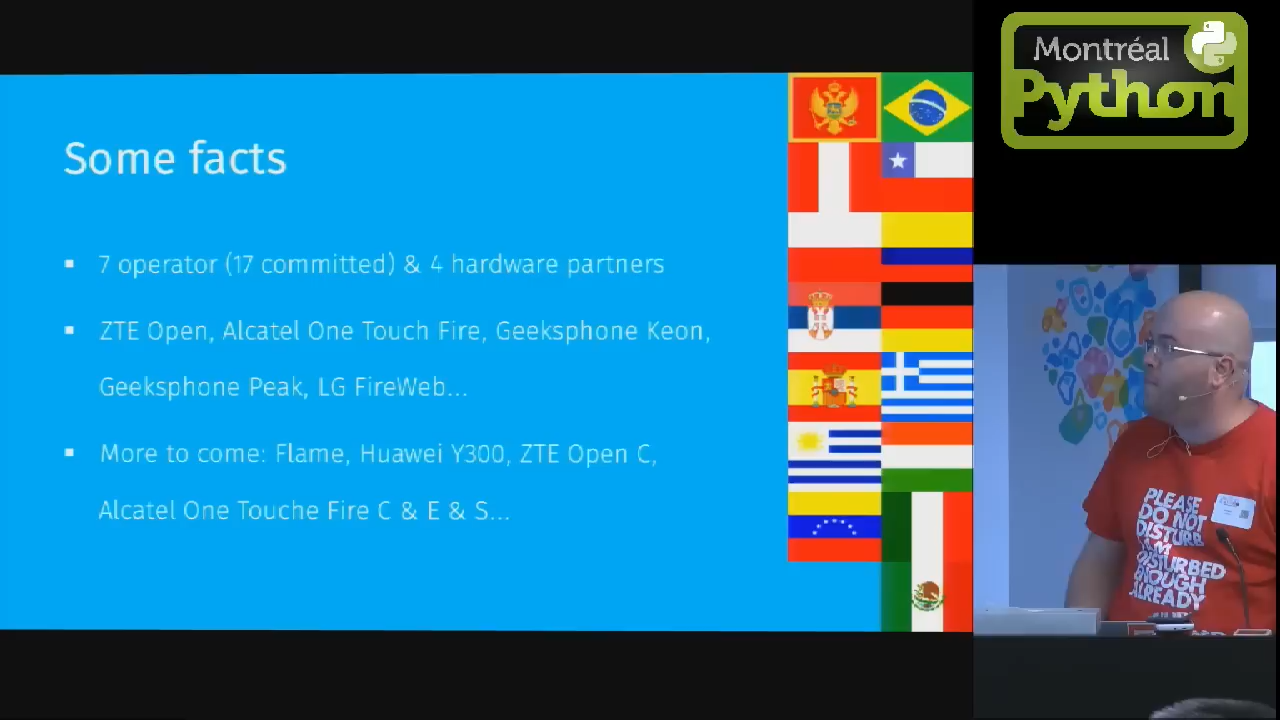 Some facts
7 operator (17 committed) & 4 hardware partners
ZTE Open, Alcatel One Touch Fire, Geeksphone Keon,
Geeksphone Peak, LG FireWeb...
More to come: Flame, Huawei Y300, ZTE Open C,
Alcatel One Touche Fire C & E & S...
Montréal
Python
PLEASE
DO NOT
DISTURB
I AM
DISTURBED
ENOUGH
ALREADY